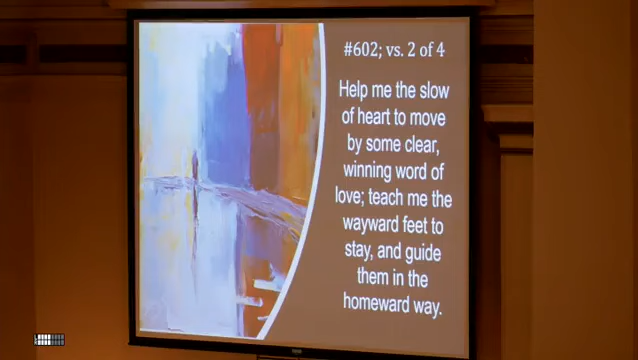 #602; vs. 2 of 4
Help me the slow
of heart to move
by some clear,
winning word of
love; teach me the
wayward feet to
stay, and guide
them in the
homeward way.